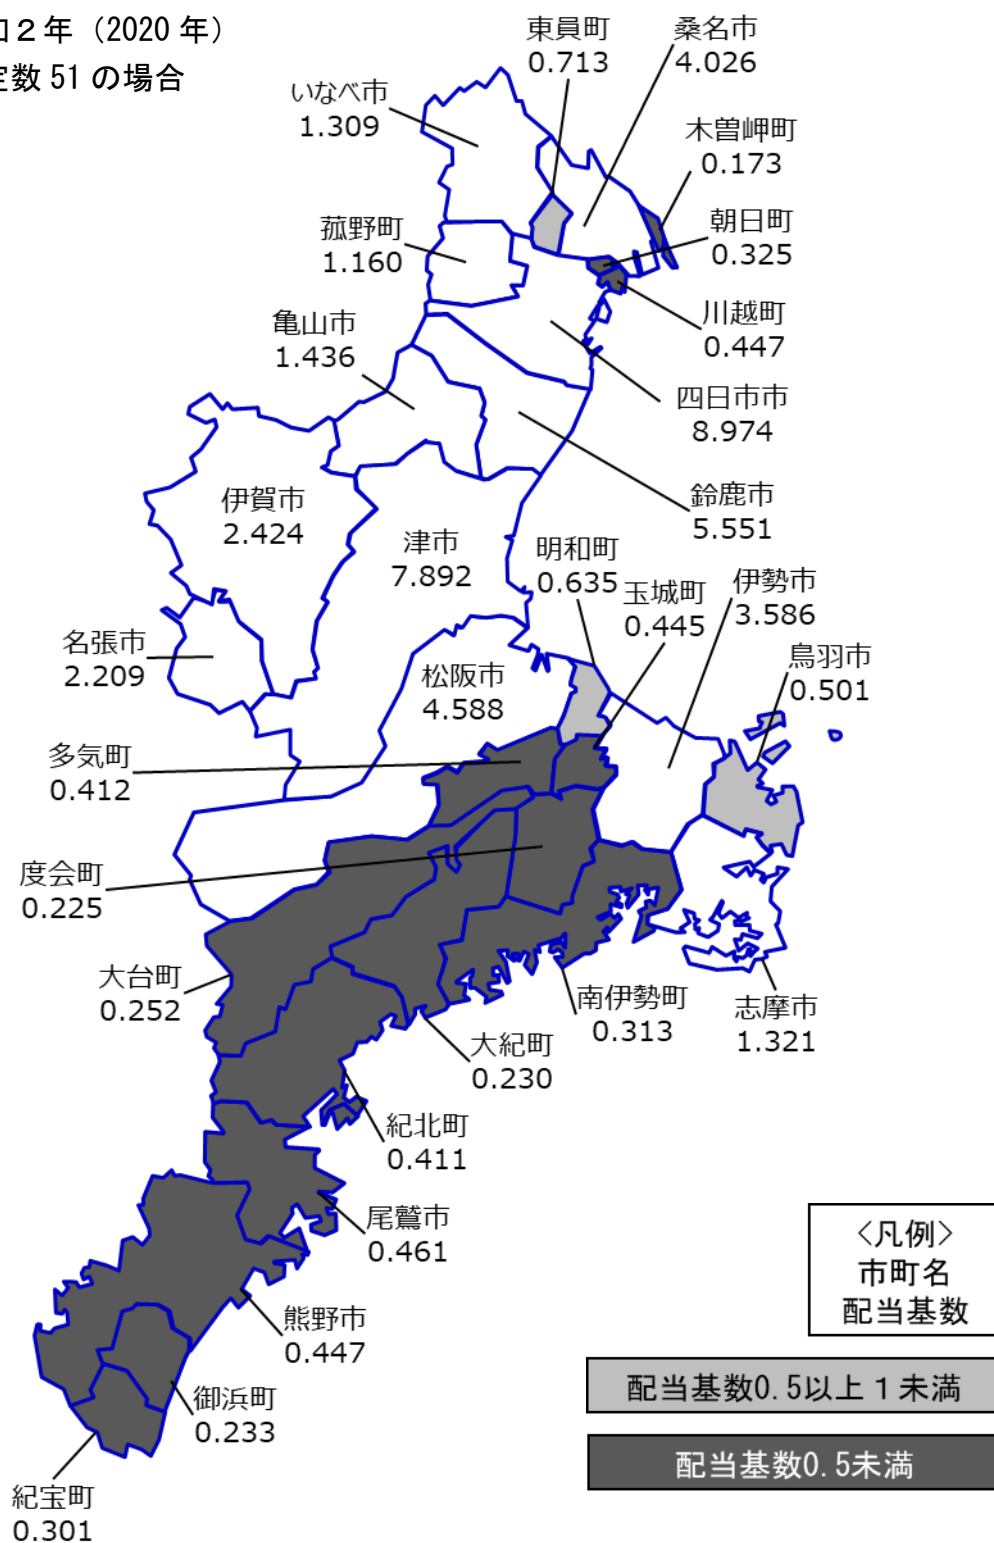 ２年（2020 年）
数 51 の場合
東員町
0.713
桑名市
4.026
いなべ市
1.309
木曽岬町
0.173
朝日町
0.325
菰野町
1.160
川越町
0.447
亀山市
1.436
四日市市
8.974
鈴鹿市
5.551
伊賀市
2.424
津市
7.892
明和町
0.635
玉城町
0.445
伊勢市
3.586
名張市
2.209
鳥羽市
0.501
松阪市
4.588
多気町
0.412
度会町
0.225
大台町
0.252
南伊勢町
0.313
志摩市
1.321
大紀町
0.230
紀北町
0.411
尾鷲市
0.461
熊野市
0.447
御浜町
0.233
紀宝町
0.301
＜凡例＞
市町名
配当基数
配当基数0.5以上１未満
配当基数0.5未満